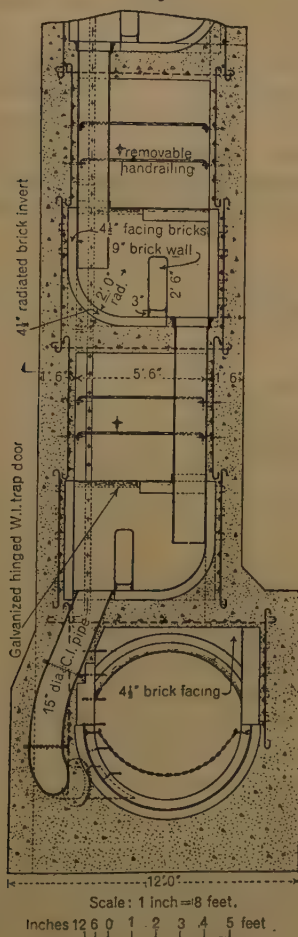 removable
handrailing
4½" facing bricks
9" brick wall
2'.0"
rad.
3"
2'.6"
4½" radiated brick invert
1'.6"
5'.6"
1'.6"
Galvanized hinged W.I. trap door
15" dia. C.I. pipe
4½" brick facing
12'.0"
Scale: 1 inch = 8 feet.
Inches 12 6 0 1 2 3 4 5 feet